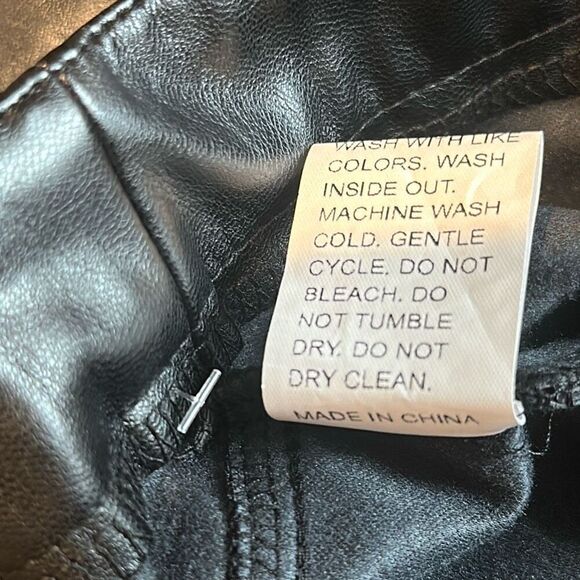 WASH WITH LIKE
COLORS. WASH
INSIDE OUT.
MACHINE WASH
COLD. GENTLE
CYCLE. DO NOT
BLEACH. DO
NOT TUMBLE
DRY. DO NOT
DRY CLEAN.
MADE IN CHINA